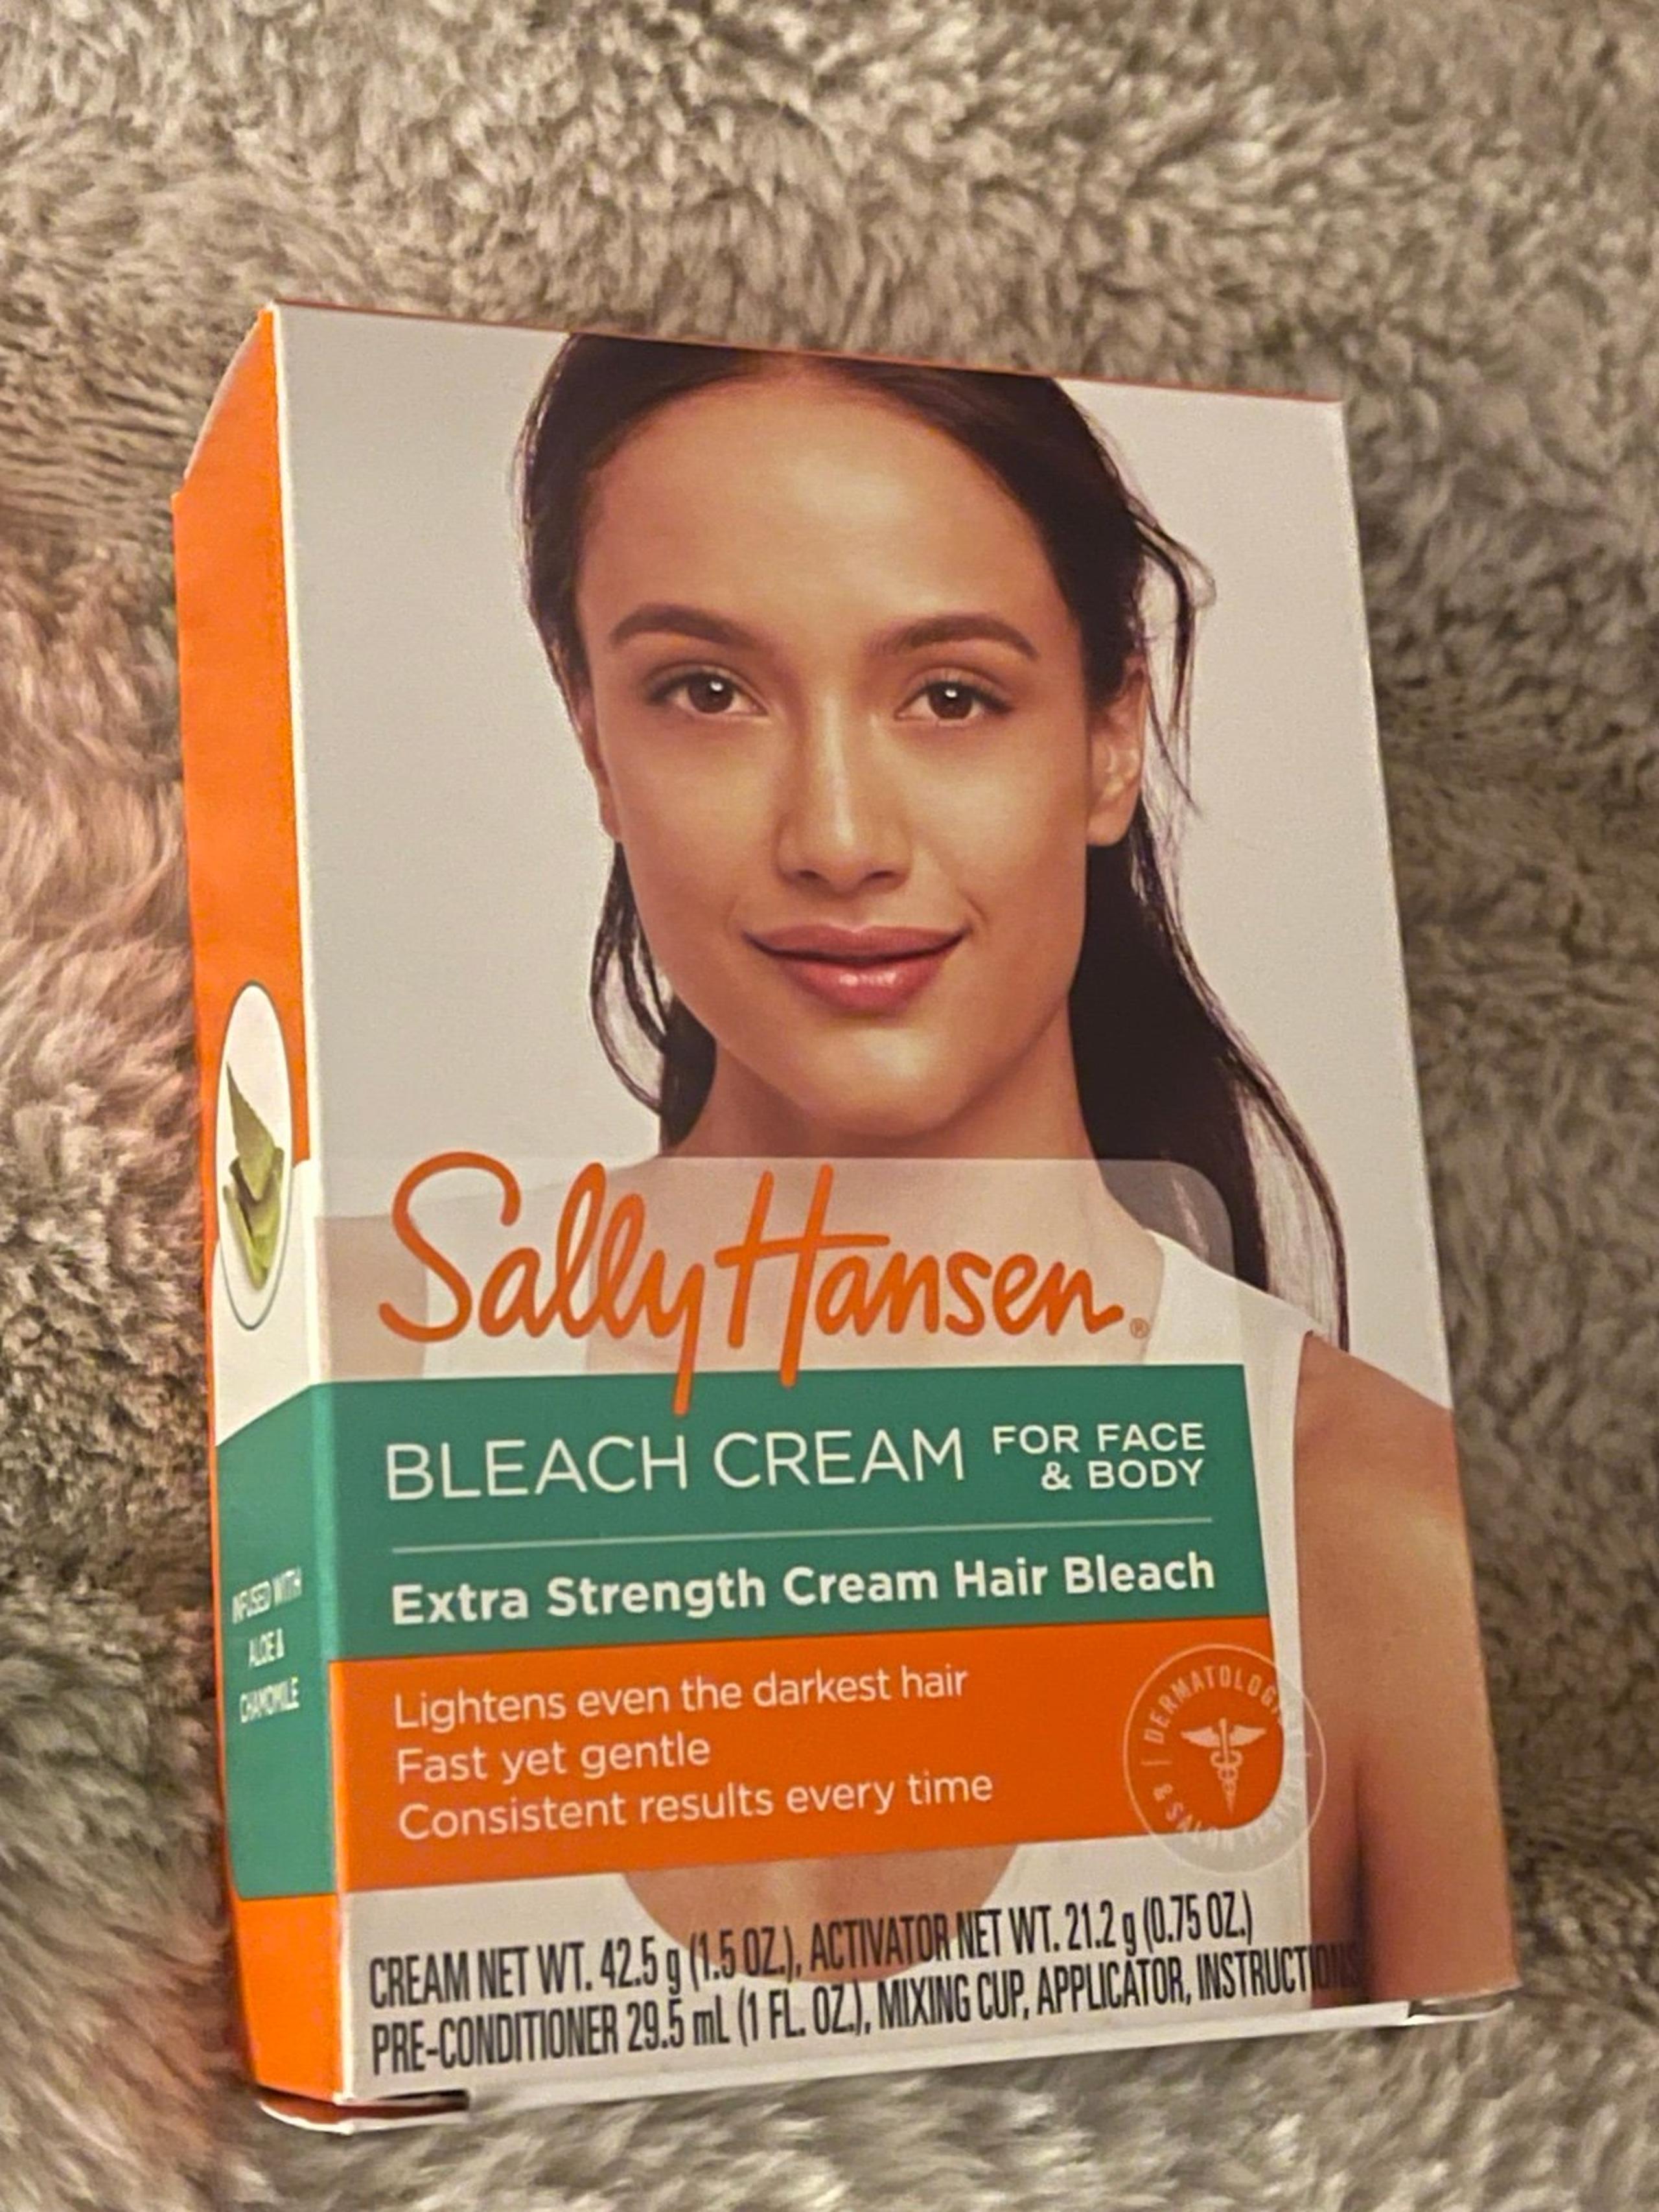 Sally Hansen®
BLEACH CREAM
FOR FACE
& BODY
Extra Strength Cream Hair Bleach
Lightens even the darkest hair
Fast yet gentle
Consistent results every time
DERMATOLOG
& SALON
CREAM NET WT. 42.5 g (1.5 OZ.), ACTIVATOR NET WT. 21.2 g (0.75 OZ.)
PRE-CONDITIONER 29.5 mL (1 FL. OZ.), MIXING CUP, APPLICATOR, INSTRUCTIONS
INFUSED WITH
ALOE &
CHAMOMILE